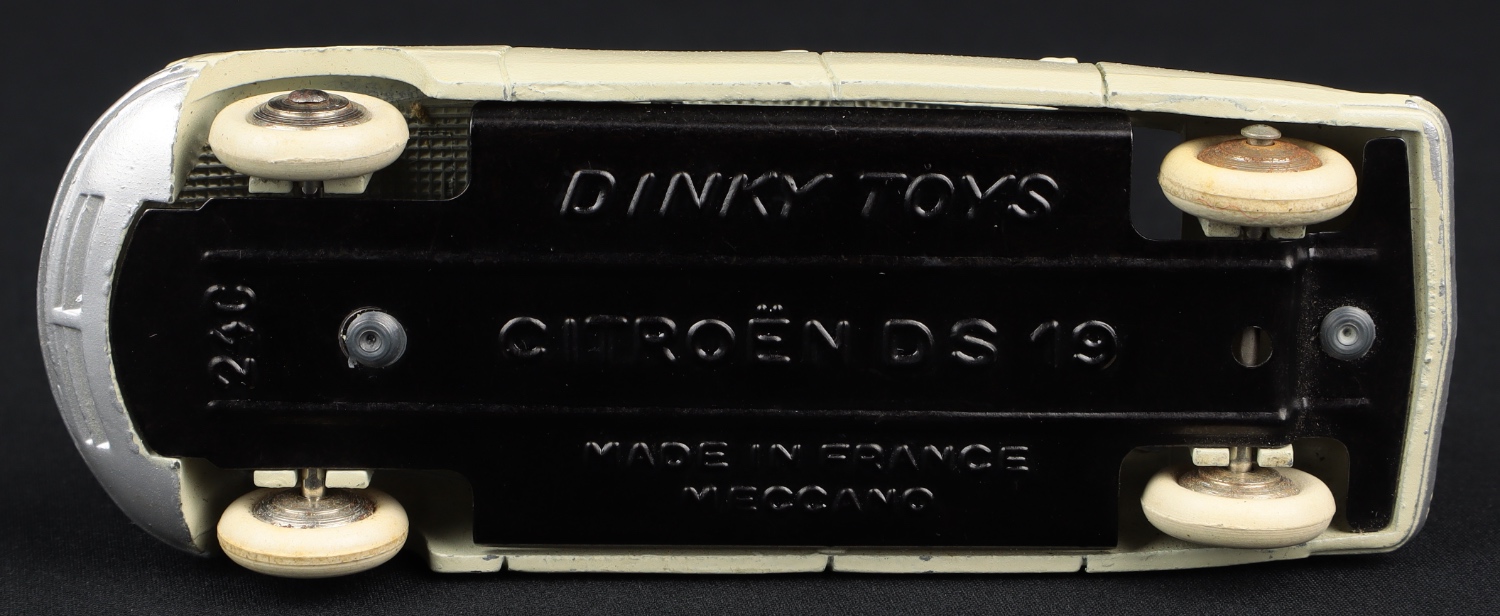 DINKY TOYS
24C
CITROËN DS 19
MADE IN FRANCE
MECCANO